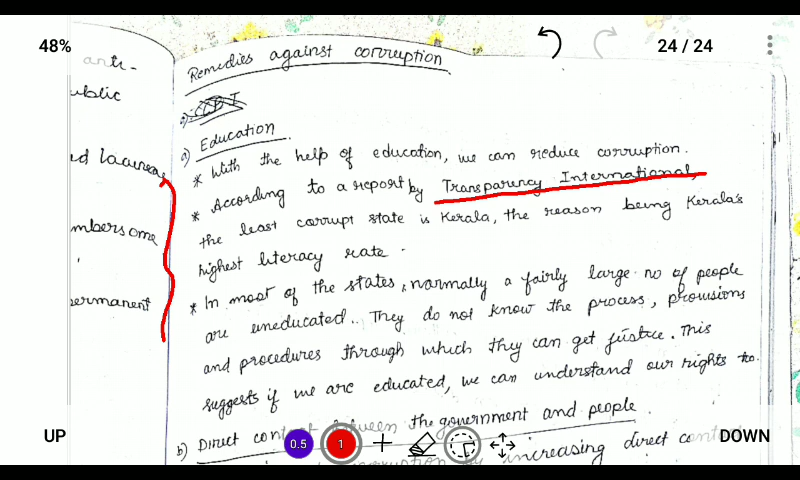 48%
24 / 24
anti-
ublic
ed lacunea
mbersome
ermanent
Remedies against corruption
a) Education
* With the help of education, we can reduce corruption.
* According to a report by Transparency International,
the least corrupt state is Kerala, the reason being Kerala's
highest literacy rate.
* In most of the states, normally a fairly large no of people
are uneducated.. They do not know the process, provisions
and procedures through which they can get justice. This
suggests if we are educated, we can understand our rights to.
b) Direct contact between the government and people
by increasing direct
UP
0.5
1
DOWN